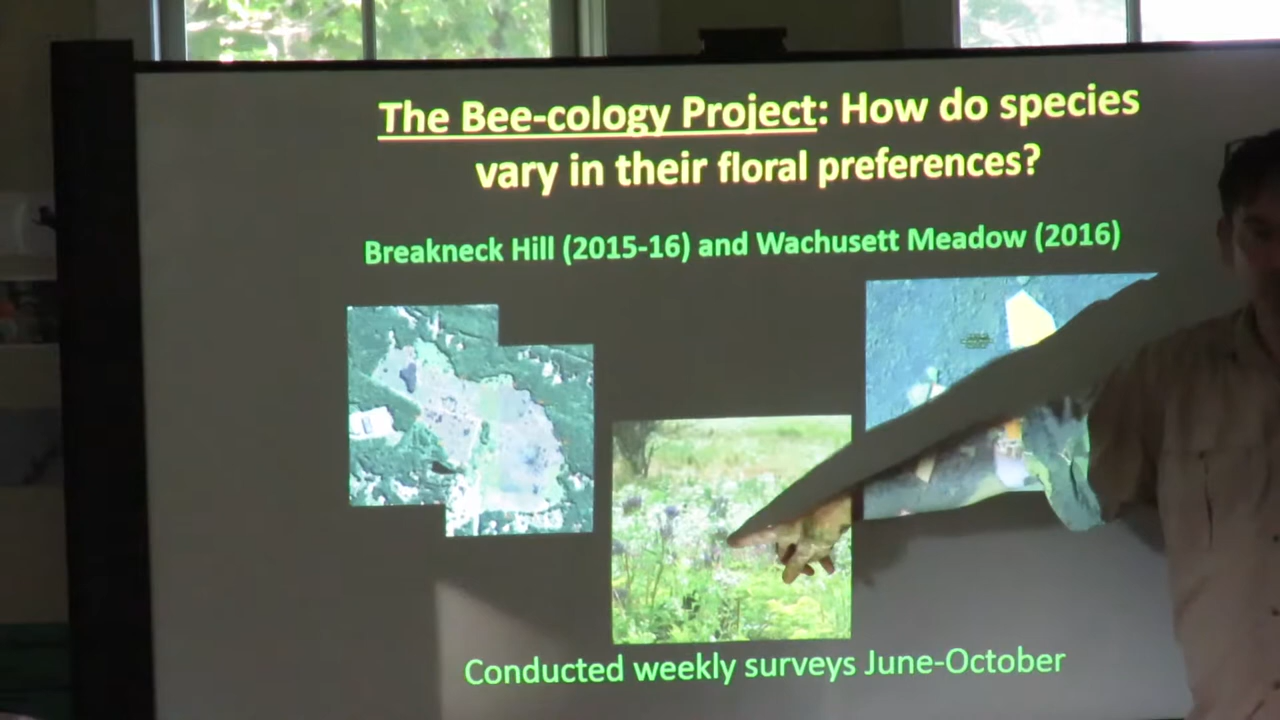 The Bee-cology Project: How do species
vary in their floral preferences?
Breakneck Hill (2015-16) and Wachusett Meadow (2016)
Conducted weekly surveys June-October